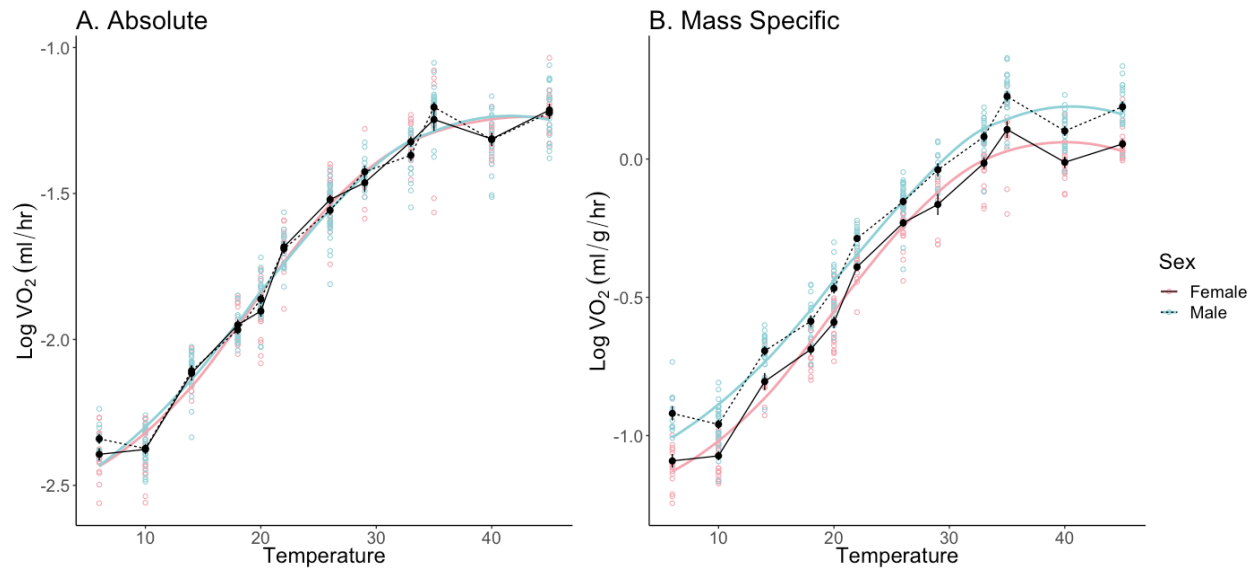 A. Absolute
B. Mass Specific
Log VO₂ (ml/hr)
-1.0
-1.5
-2.0
-2.5
10
20
30
40
Temperature
Log VO₂ (ml/g/hr)
0.0
-0.5
-1.0
10
20
30
40
Temperature
Sex
Female
Male